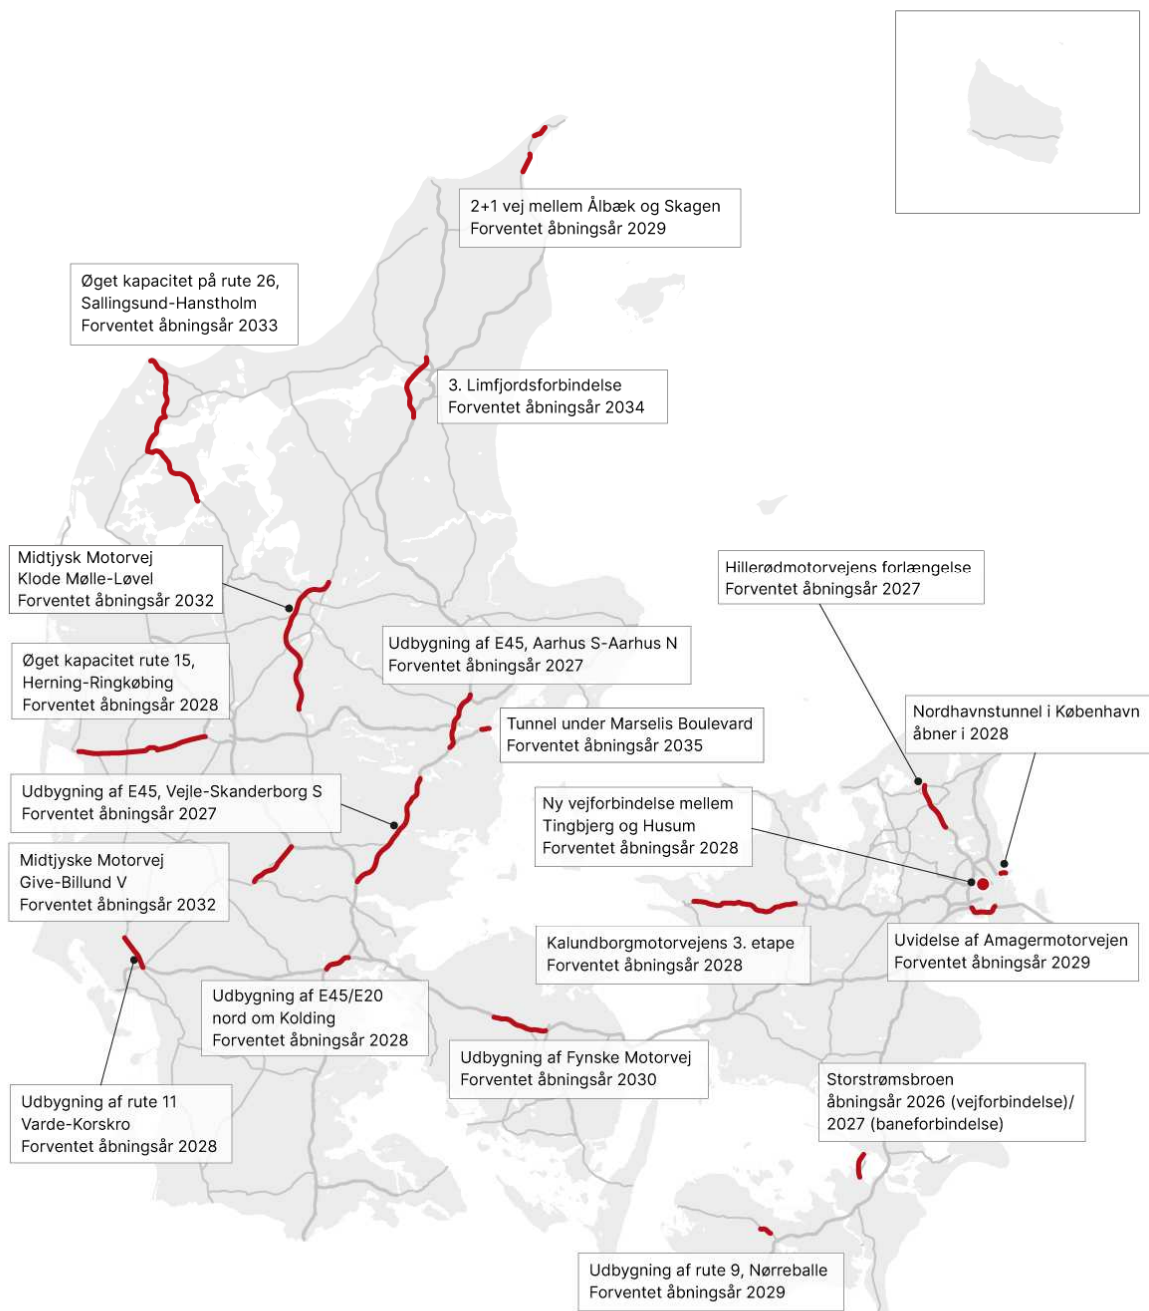 2+1 vej mellem Ålbæk og Skagen
Forventet åbningsår 2029
Øget kapacitet på rute 26,
Sallingsund-Hanstholm
Forventet åbningsår 2033
3. Limfjordsforbindelse
Forventet åbningsår 2034
Midtjysk Motorvej
Klode Mølle-Løvel
Forventet åbningsår 2032
Hillerødmotorvejens forlængelse
Forventet åbningsår 2027
Udbygning af E45, Aarhus S-Aarhus N
Forventet åbningsår 2027
Øget kapacitet rute 15,
Herning-Ringkøbing
Forventet åbningsår 2028
Nordhavnstunnel i København
åbner i 2028
Tunnel under Marselis Boulevard
Forventet åbningsår 2035
Udbygning af E45, Vejle-Skanderborg S
Forventet åbningsår 2027
Ny vejforbindelse mellem
Tingbjerg og Husum
Forventet åbningsår 2028
Midtjyske Motorvej
Give-Billund V
Forventet åbningsår 2032
Kalundborgmotorvejens 3. etape
Forventet åbningsår 2028
Uvidelse af Amagermotorvejen
Forventet åbningsår 2029
Udbygning af E45/E20
nord om Kolding
Forventet åbningsår 2028
Udbygning af Fynske Motorvej
Forventet åbningsår 2030
Storstrømsbroen
åbningsår 2026 (vejforbindelse)/
2027 (baneforbindelse)
Udbygning af rute 11
Varde-Korskro
Forventet åbningsår 2028
Udbygning af rute 9, Nørreballe
Forventet åbningsår 2029